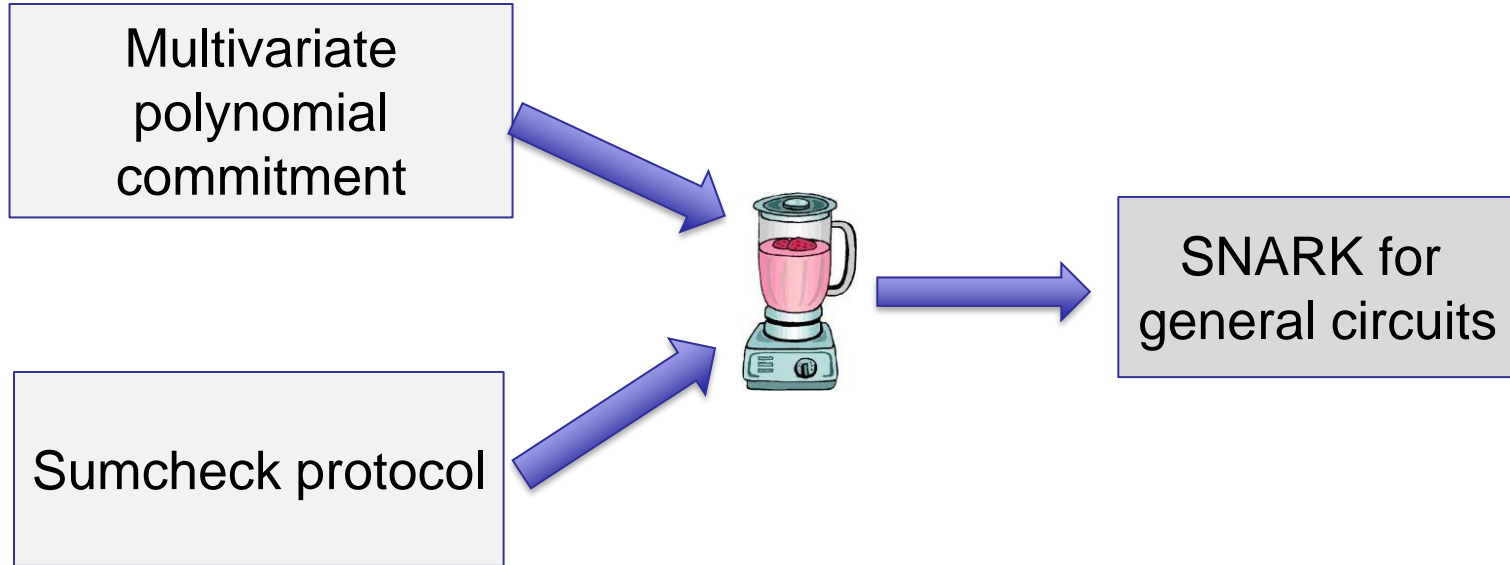 Multivariate
polynomial
commitment
SNARK for
general circuits
Sumcheck protocol